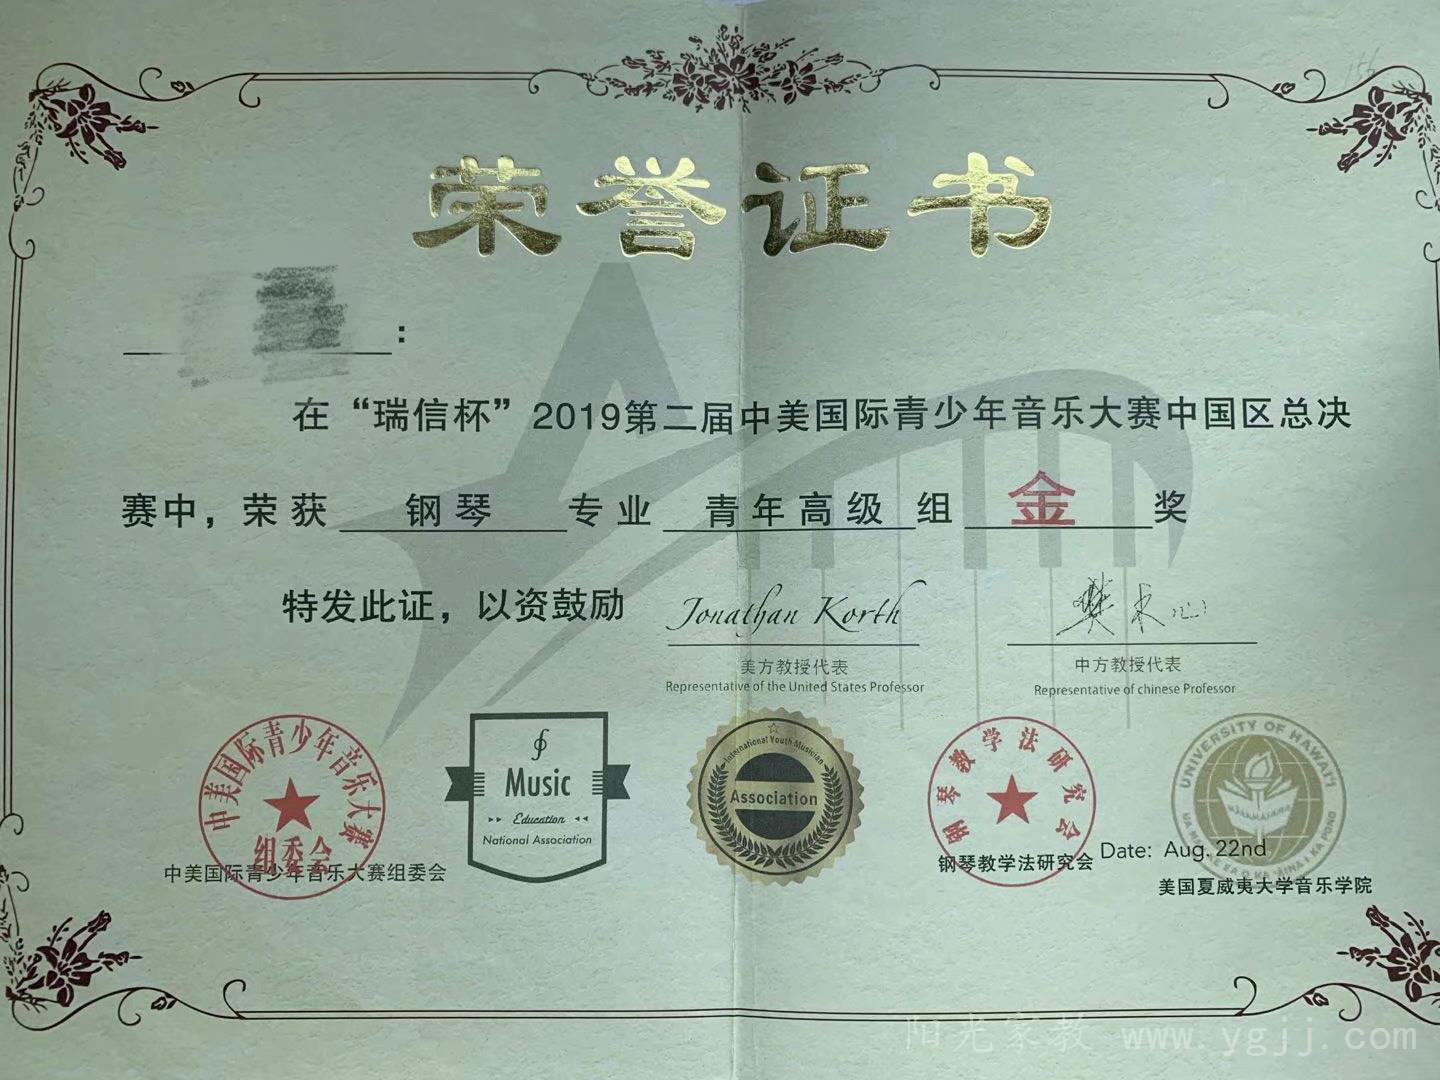 荣誉证书
:
在“瑞信杯”2019第二届中美国际青少年音乐大赛中国区总决
赛中，荣获 钢琴 专业 青年高级 组 金 奖
特发此证，以资鼓励
Jonathan Korth
美方教授代表
Representative of the United States Professor
中方教授代表
Representative of chinese Professor
中美国际青少年音乐大赛
组委会
中美国际青少年音乐大赛组委会
Music
Education
National Association
International Youth Musician
Association
钢琴教学法研究会
钢琴教学法研究会
UNIVERSITY OF HAWAI'I
Date: Aug. 22nd
美国夏威夷大学音乐学院
阳光家教 www.ygjj.com